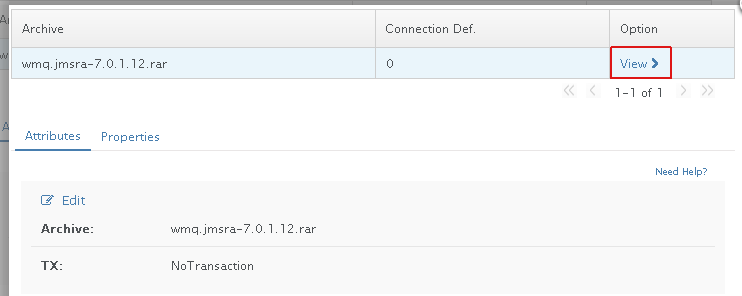 Archive Connection Def. Option
wmq.jmsra-7.0.1.12.rar 0 View
1-1 of 1
Attributes Properties
Need Help?
Edit
Archive: wmq.jmsra-7.0.1.12.rar
TX: NoTransaction